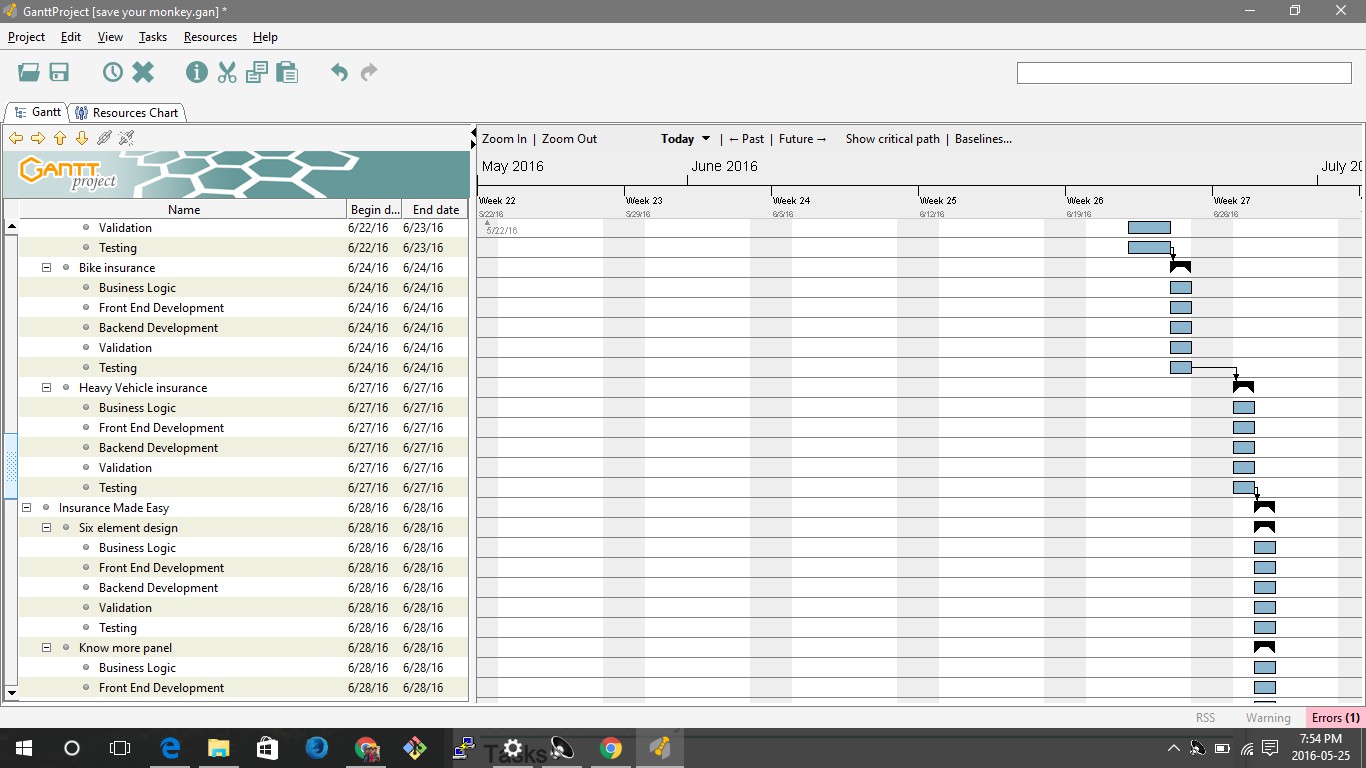 GanttProject [save your monkey.gan] *
Project Edit View Tasks Resources Help
Gantt Resources Chart
Zoom In | Zoom Out Today | ←Past | Future→ Show critical path | Baselines...
GANTT project
May 2016 June 2016
Name Begin d... End date
Week 22 Week 23 Week 24 Week 25 Week 26 Week 27
5/22/16 5/29/16 6/5/16 6/12/16 6/19/16 6/26/16
5/22/16
Validation 6/22/16 6/23/16
Testing 6/22/16 6/23/16
Bike insurance 6/24/16 6/24/16
Business Logic 6/24/16 6/24/16
Front End Development 6/24/16 6/24/16
Backend Development 6/24/16 6/24/16
Validation 6/24/16 6/24/16
Testing 6/24/16 6/24/16
Heavy Vehicle insurance 6/27/16 6/27/16
Business Logic 6/27/16 6/27/16
Front End Development 6/27/16 6/27/16
Backend Development 6/27/16 6/27/16
Validation 6/27/16 6/27/16
Testing 6/27/16 6/27/16
Insurance Made Easy 6/28/16 6/28/16
Six element design 6/28/16 6/28/16
Business Logic 6/28/16 6/28/16
Front End Development 6/28/16 6/28/16
Backend Development 6/28/16 6/28/16
Validation 6/28/16 6/28/16
Testing 6/28/16 6/28/16
Know more panel 6/28/16 6/28/16
Business Logic 6/28/16 6/28/16
Front End Development 6/28/16 6/28/16
RSS Warning Errors (1)
Tasks
7:54 PM
2016-05-25